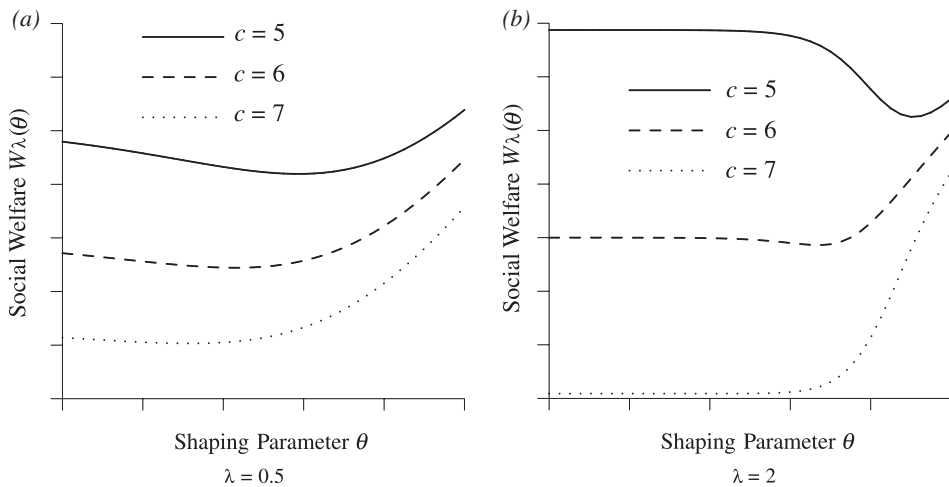 (a)
c = 5
c = 6
c = 7
Social Welfare Wλ(θ)
Shaping Parameter θ
λ = 0.5
(b)
c = 5
c = 6
c = 7
Social Welfare Wλ(θ)
Shaping Parameter θ
λ = 2